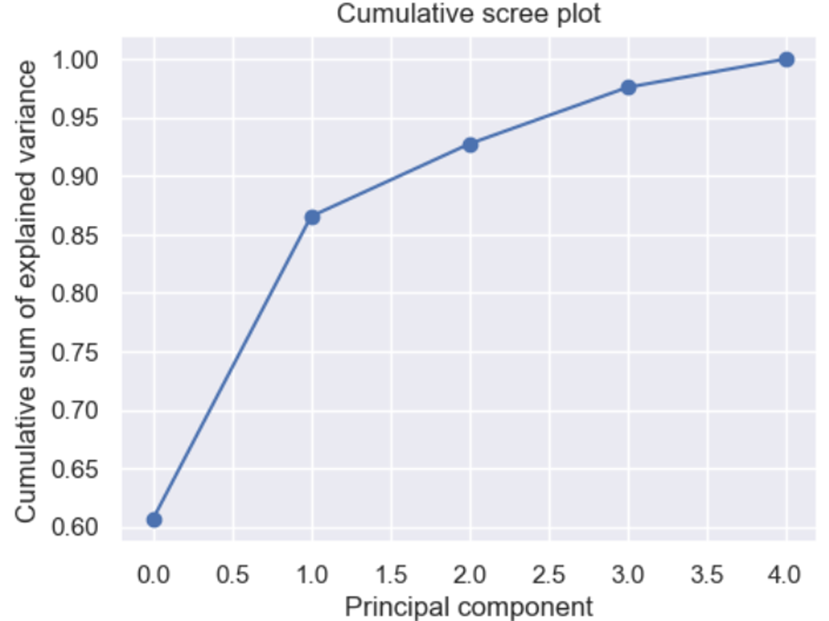 Cumulative scree plot
Cumulative sum of explained variance
1.00
0.95
0.90
0.85
0.80
0.75
0.70
0.65
0.60
0.0 0.5 1.0 1.5 2.0 2.5 3.0 3.5 4.0
Principal component